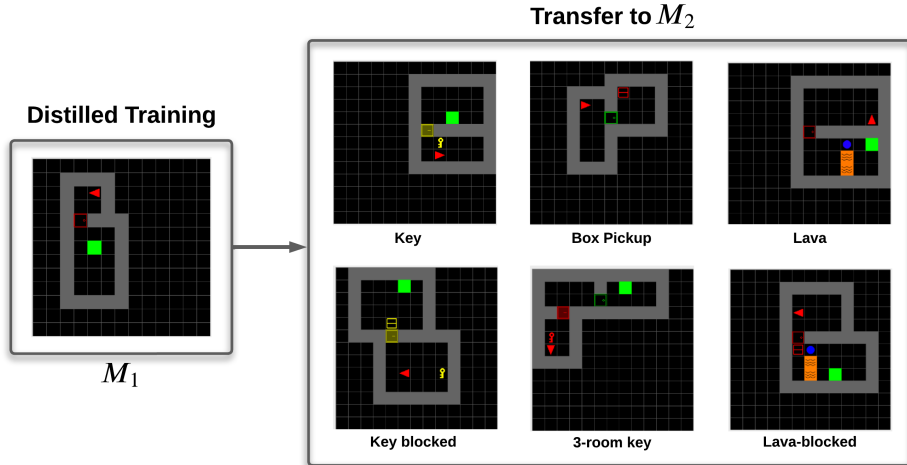 Transfer to M₂
Distilled Training
M₁
Key
Box Pickup
Lava
Key blocked
3-room key
Lava-blocked